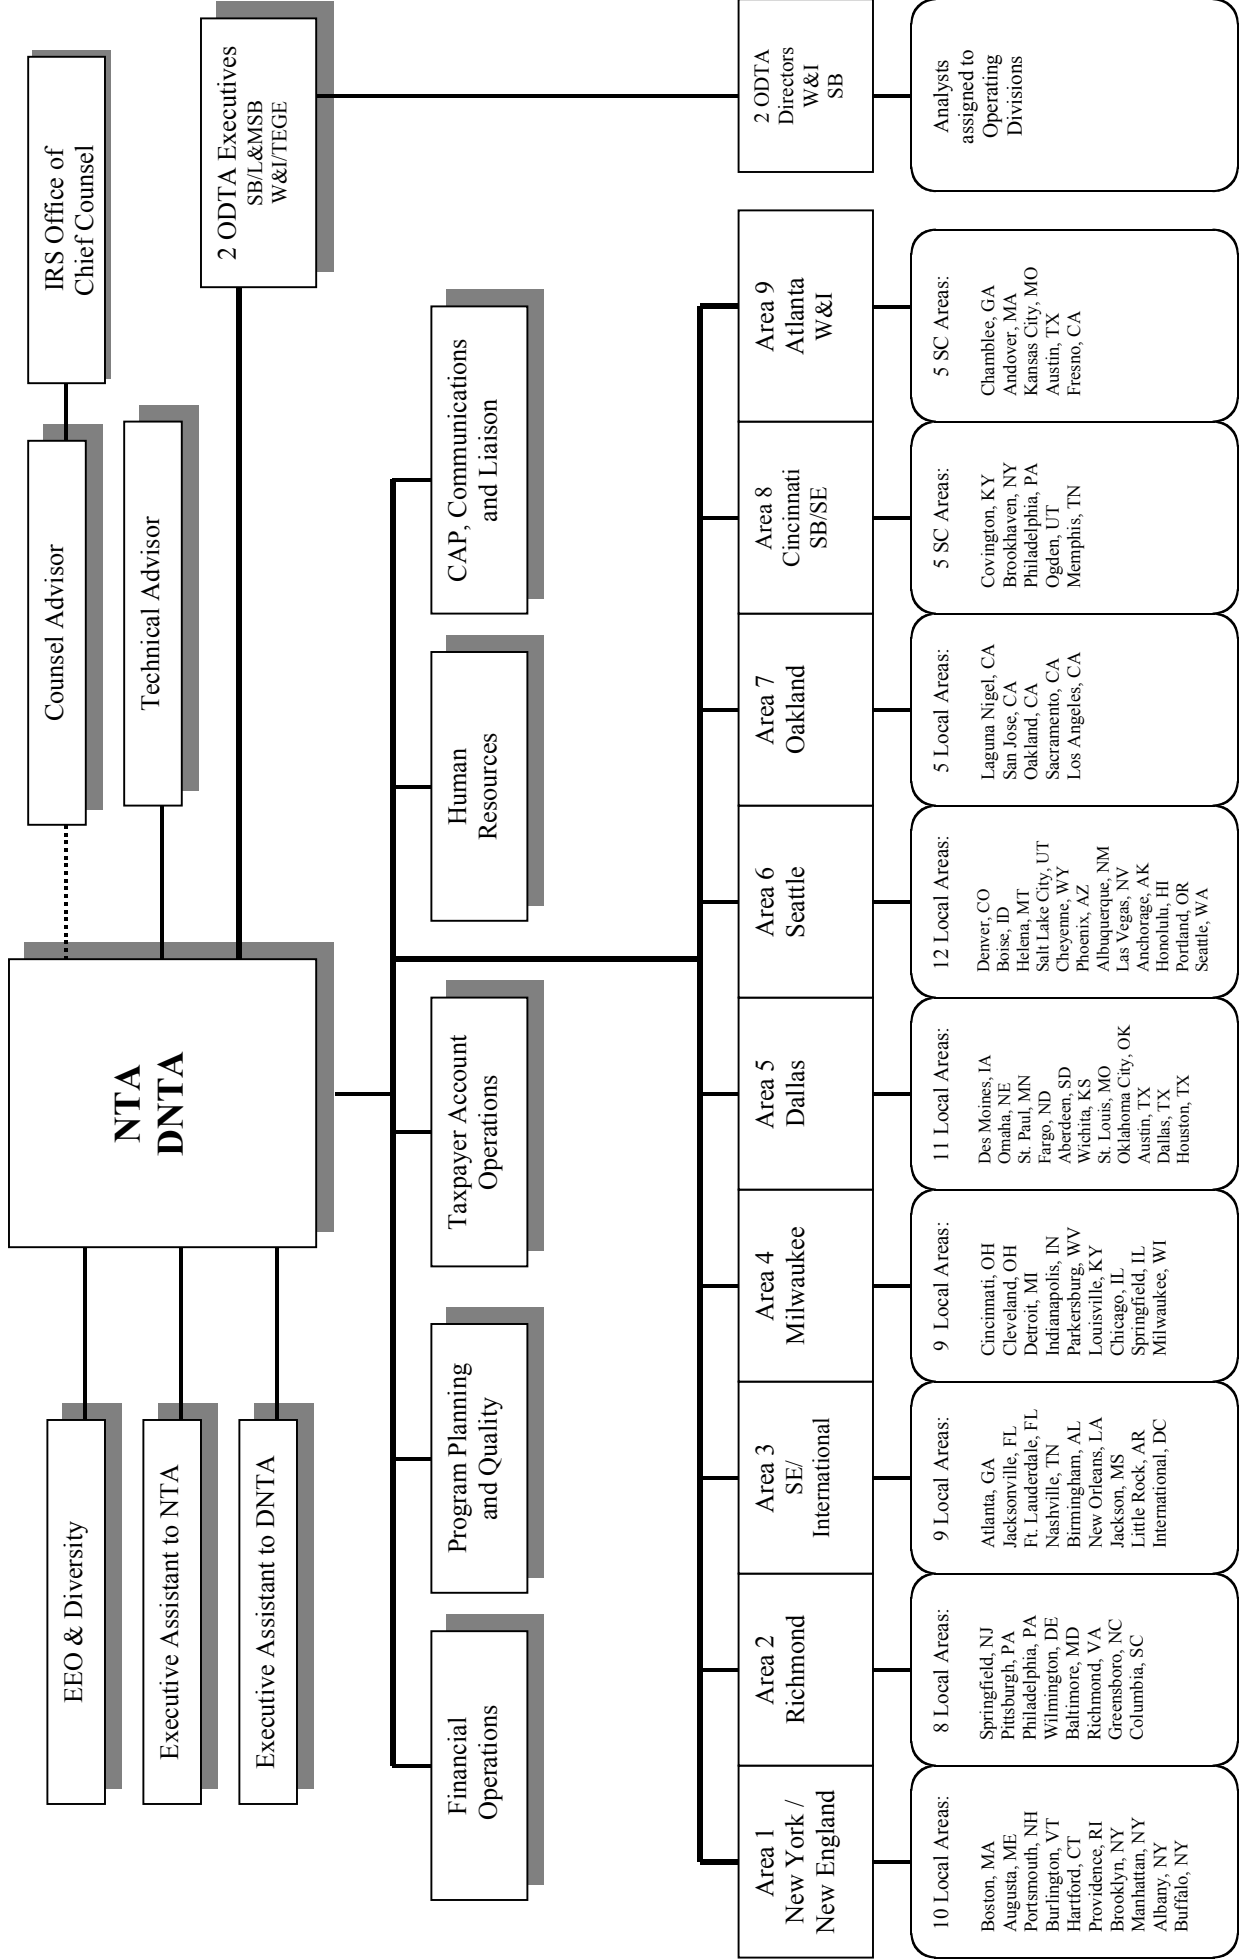 NTA
DNTA
EEO & Diversity
Executive Assistant to NTA
Executive Assistant to DNTA
Counsel Advisor
IRS Office of
Chief Counsel
Technical Advisor
2 ODTA Executives
SB/L&MSB
W&I/TEGE
Financial
Operations
Program Planning
and Quality
Taxpayer Account
Operations
Human
Resources
CAP, Communications
and Liaison
Area 1
New York /
New England
Area 2
Richmond
Area 3
SE/
International
Area 4
Milwaukee
Area 5
Dallas
Area 6
Seattle
Area 7
Oakland
Area 8
Cincinnati
SB/SE
Area 9
Atlanta
W&I
2 ODTA
Directors
W&I
SB
10 Local Areas:
Boston, MA
Augusta, ME
Portsmouth, NH
Burlington, VT
Hartford, CT
Providence, RI
Brooklyn, NY
Manhattan, NY
Albany, NY
Buffalo, NY
8 Local Areas:
Springfield, NJ
Pittsburgh, PA
Philadelphia, PA
Wilmington, DE
Baltimore, MD
Richmond, VA
Greensboro, NC
Columbia, SC
9 Local Areas:
Atlanta, GA
Jacksonville, FL
Ft. Lauderdale, FL
Nashville, TN
Birmingham, AL
New Orleans, LA
Jackson, MS
Little Rock, AR
International, DC
9 Local Areas:
Cincinnati, OH
Cleveland, OH
Detroit, MI
Indianapolis, IN
Parkersburg, WV
Louisville, KY
Chicago, IL
Springfield, IL
Milwaukee, WI
11 Local Areas:
Des Moines, IA
Omaha, NE
St. Paul, MN
Fargo, ND
Aberdeen, SD
Wichita, KS
St. Louis, MO
Oklahoma City, OK
Austin, TX
Dallas, TX
Houston, TX
12 Local Areas:
Denver, CO
Boise, ID
Helena, MT
Salt Lake City, UT
Cheyenne, WY
Phoenix, AZ
Albuquerque, NM
Las Vegas, NV
Anchorage, AK
Honolulu, HI
Portland, OR
Seattle, WA
5 Local Areas:
Laguna Nigel, CA
San Jose, CA
Oakland, CA
Sacramento, CA
Los Angeles, CA
5 SC Areas:
Covington, KY
Brookhaven, NY
Philadelphia, PA
Ogden, UT
Memphis, TN
5 SC Areas:
Chamblee, GA
Andover, MA
Kansas City, MO
Austin, TX
Fresno, CA
Analysts
assigned to
Operating
Divisions